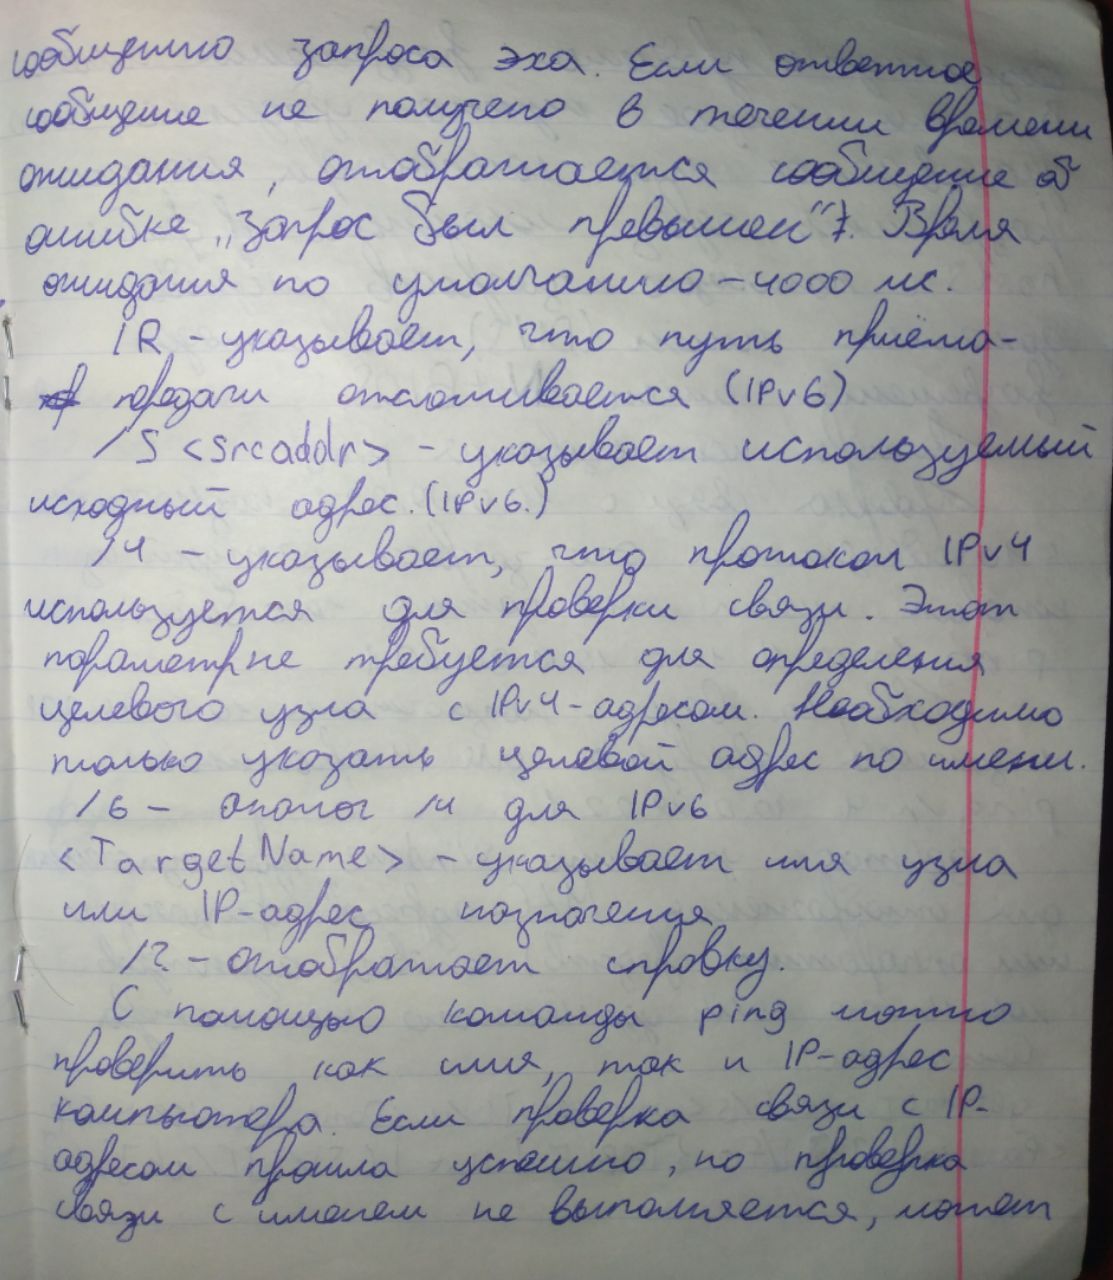 сообщению запроса эха. Если ответное
сообщение не получено в течении времени
ожидания, отображается сообщение об
ошибке „Запрос был превышен“7. Время
ожидания по умолчанию – 4000 мс.
/R – указывает, что путь приёма-
передачи отслеживается (IPv6)
/S <srcaddr> – указывает используемый
исходный адрес. (IPv6.)
/4 – указывает, что протокол IPv4
используется для проверки связи. Этот
параметр не требуется для определения
целевого узла с IPv4-адресом. Необходимо
только указать целевой адрес по имени.
/6 – аналог /4 для IPv6
<TargetName> – указывает имя узла
или IP-адрес назначения
/? – отображает справку.
С помощью команды ping можно
проверить как имя, так и IP-адрес
компьютера. Если проверка связи с IP-
адресом прошла успешно, но проверка
связи с именем не выполняется, может